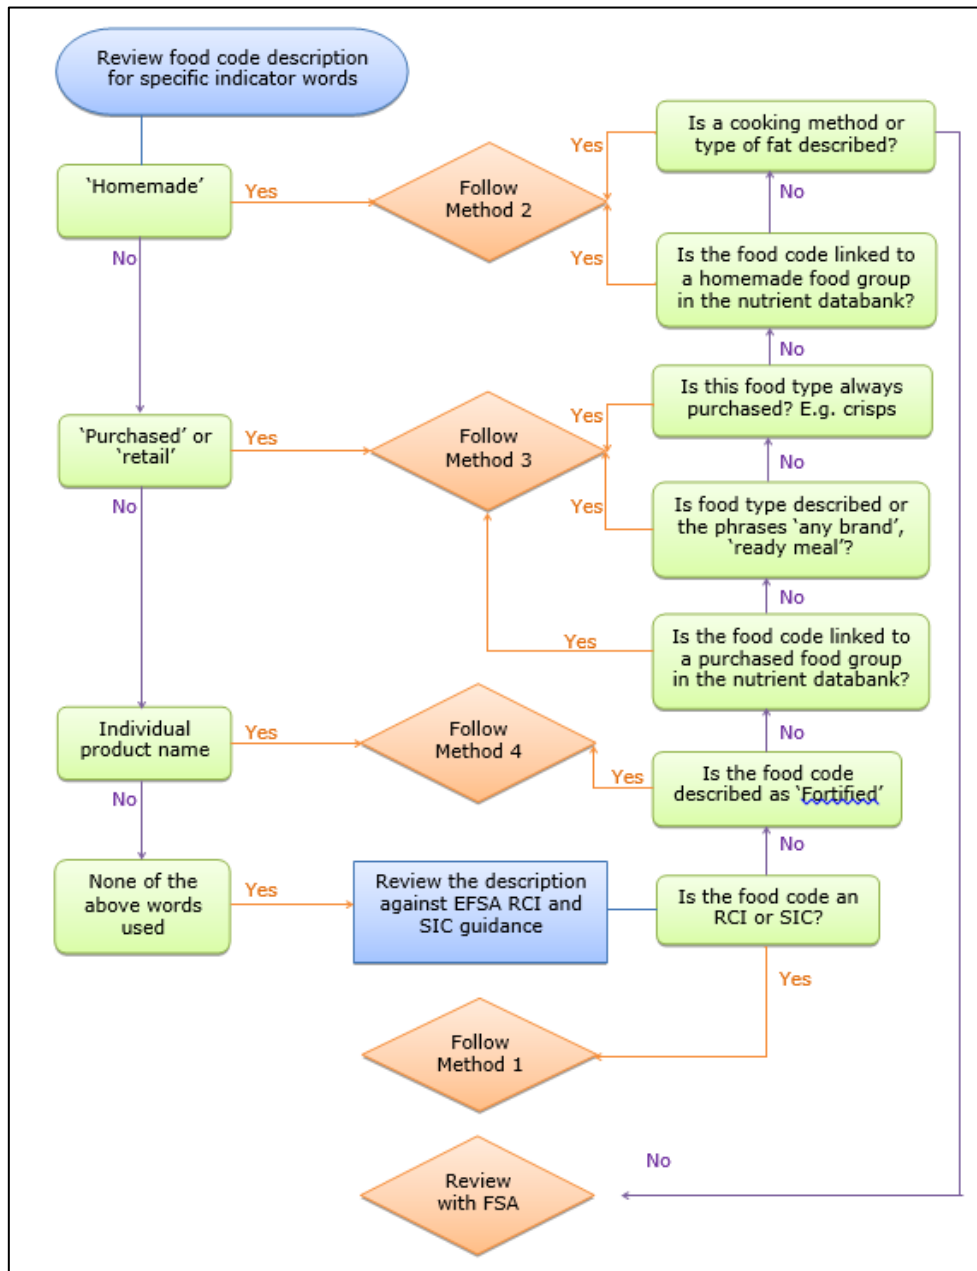 Review food code description
for specific indicator words
Is a cooking method or
type of fat described?
Yes
‘Homemade’
Yes
Follow
Method 2
No
No
Yes
Is the food code linked to
a homemade food group
in the nutrient databank?
No
Is this food type always
purchased? E.g. crisps
Yes
‘Purchased’ or
‘retail’
Yes
Follow
Method 3
No
No
Yes
Is food type described or
the phrases ‘any brand’,
‘ready meal’?
No
Yes
Is the food code linked to
a purchased food group
in the nutrient databank?
Individual
product name
Yes
Follow
Method 4
No
Yes
Is the food code
described as ‘Fortified’
No
No
None of the
above words
used
Yes
Review the description
against EFSA RCI and
SIC guidance
Is the food code an
RCI or SIC?
Yes
Follow
Method 1
No
Review
with FSA